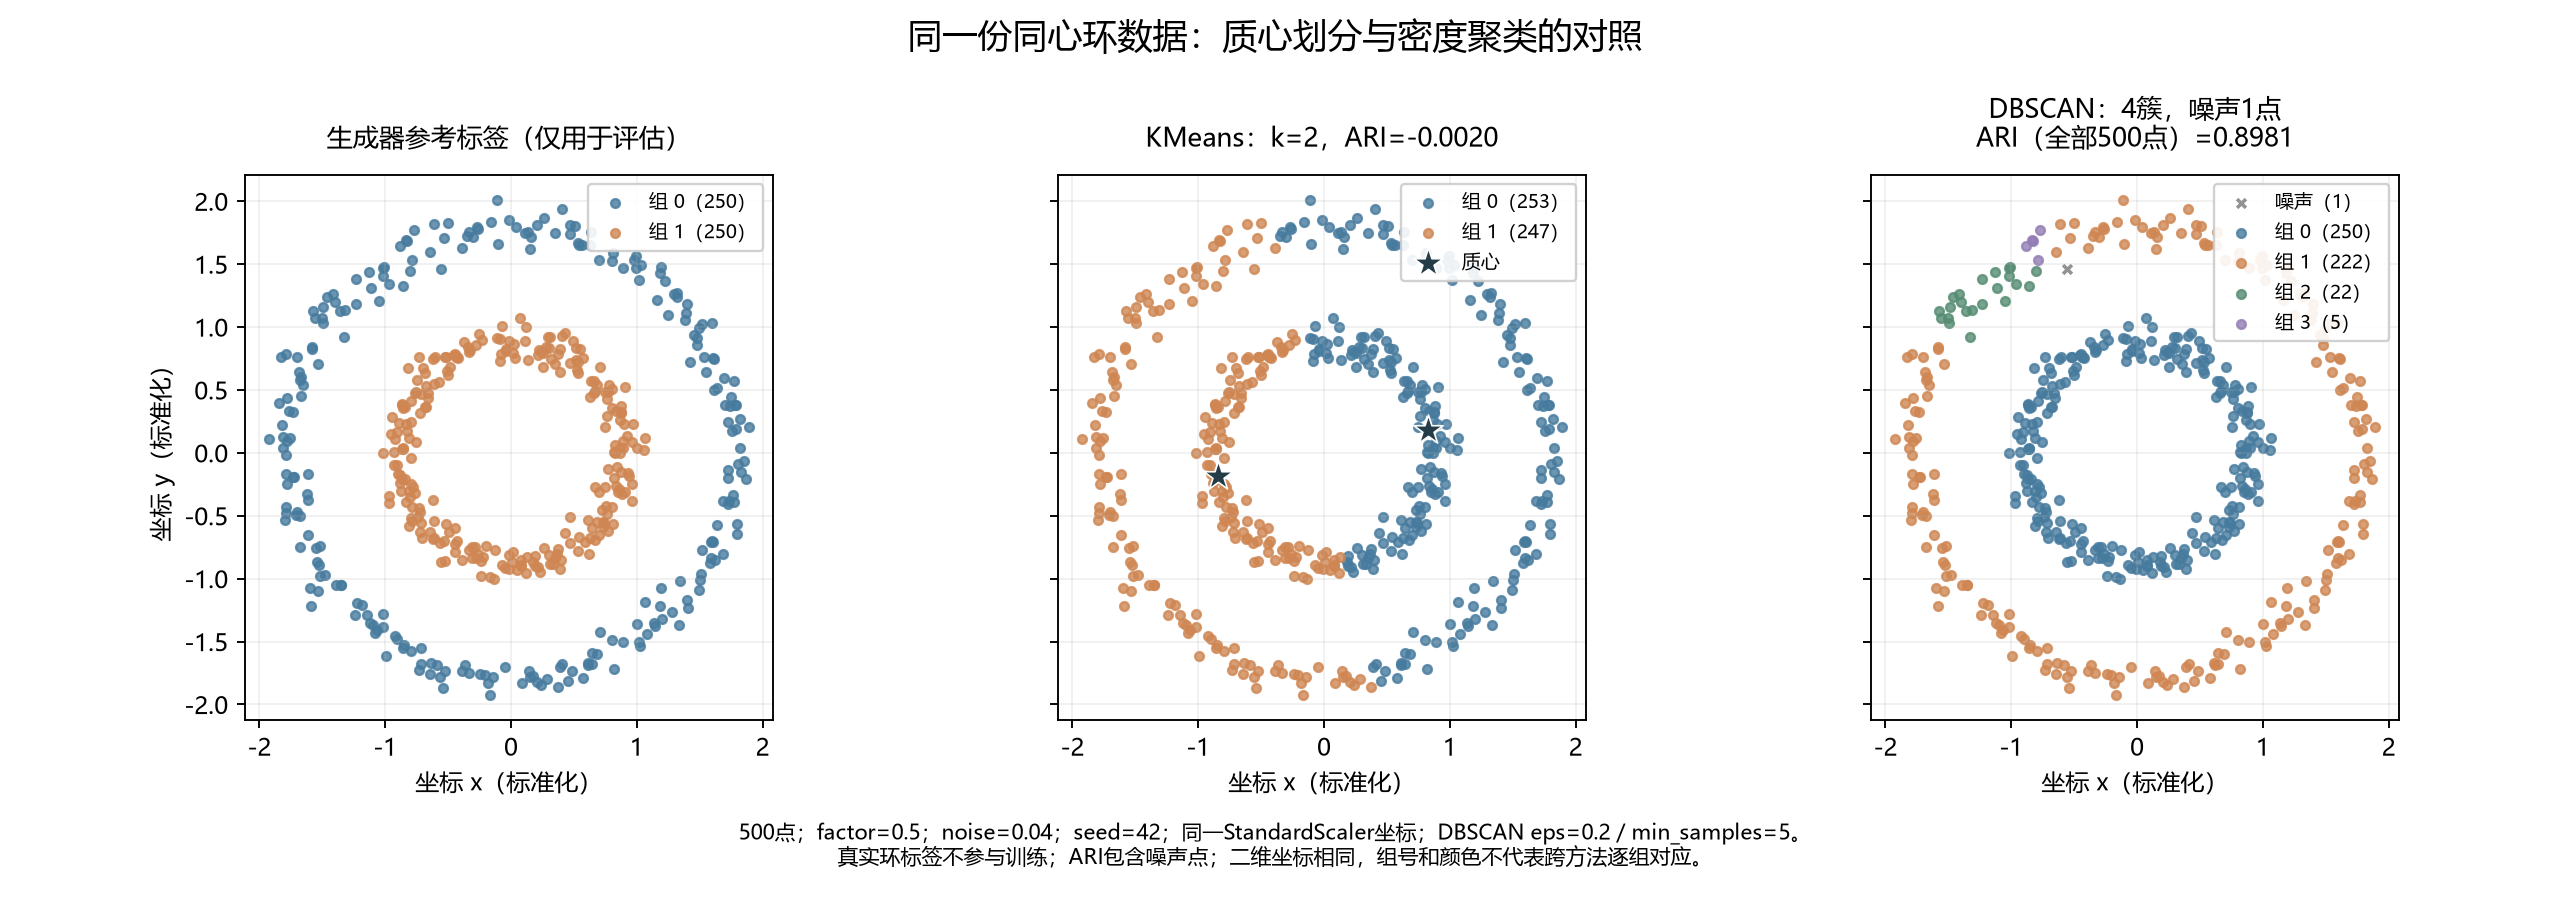 同一份同心环数据：质心划分与密度聚类的对照
生成器参考标签（仅用于评估）
组 0（250）
组 1（250）
2.0
1.5
1.0
0.5
0.0
-0.5
-1.0
-1.5
-2.0
坐标 y（标准化）
-2 -1 0 1 2
坐标 x（标准化）
KMeans：k=2，ARI=-0.0020
组 0（253）
组 1（247）
质心
-2 -1 0 1 2
坐标 x（标准化）
DBSCAN：4簇，噪声1点
ARI（全部500点）=0.8981
噪声（1）
组 0（250）
组 1（222）
组 2（22）
组 3（5）
-2 -1 0 1 2
坐标 x（标准化）
500点；factor=0.5；noise=0.04；seed=42；同一StandardScaler坐标；DBSCAN eps=0.2 / min_samples=5。
真实环标签不参与训练；ARI包含噪声点；二维坐标相同，组号和颜色不代表跨方法逐组对应。